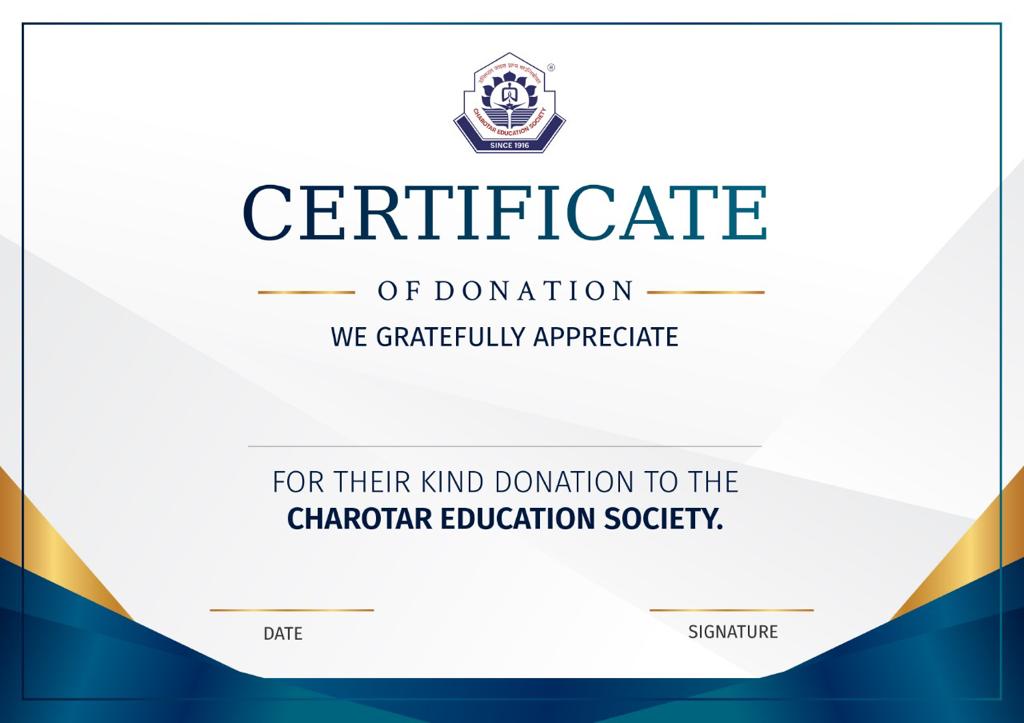 ®
CHAROTAR EDUCATION SOCIETY
SINCE 1916
CERTIFICATE
OF DONATION
WE GRATEFULLY APPRECIATE
FOR THEIR KIND DONATION TO THE
CHAROTAR EDUCATION SOCIETY.
DATE
SIGNATURE